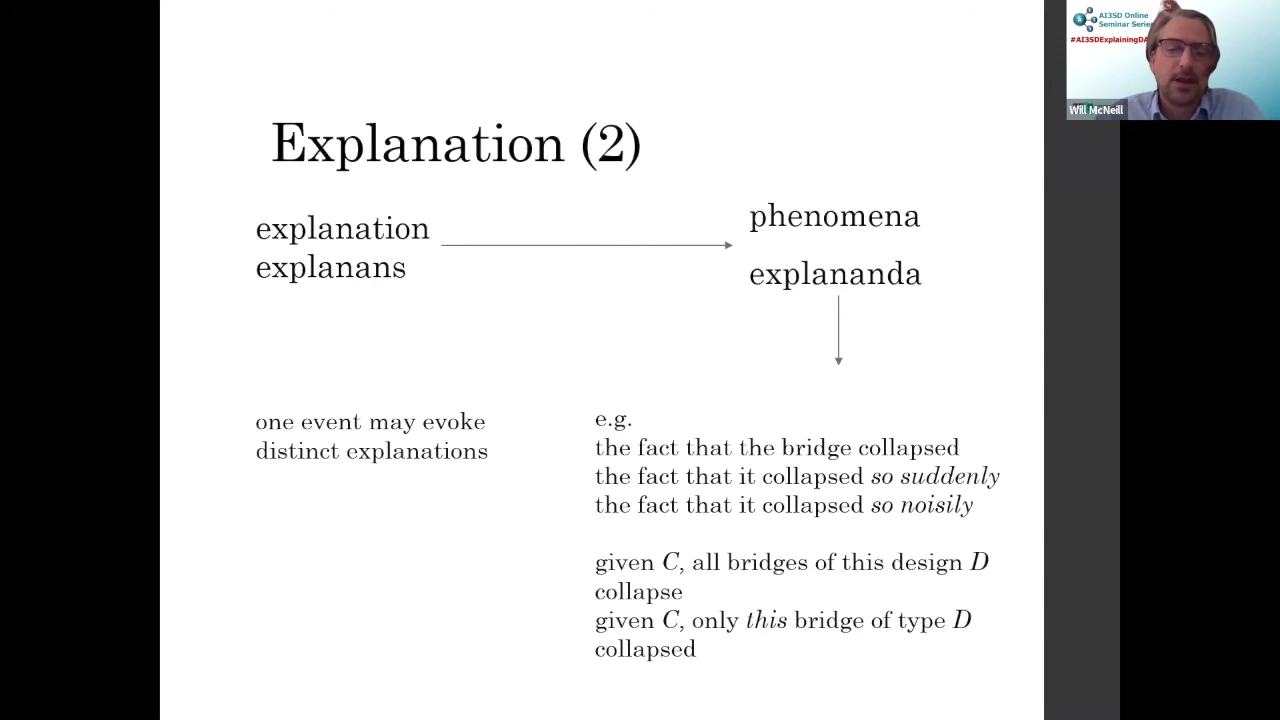 Explanation (2)
explanation
explanans
phenomena
explananda
one event may evoke
distinct explanations
e.g.
the fact that the bridge collapsed
the fact that it collapsed so suddenly
the fact that it collapsed so noisily
given C, all bridges of this design D
collapse
given C, only this bridge of type D
collapsed
AI3SD Online
Seminar Series
#AI3SDExplainingDA
Will McNeill